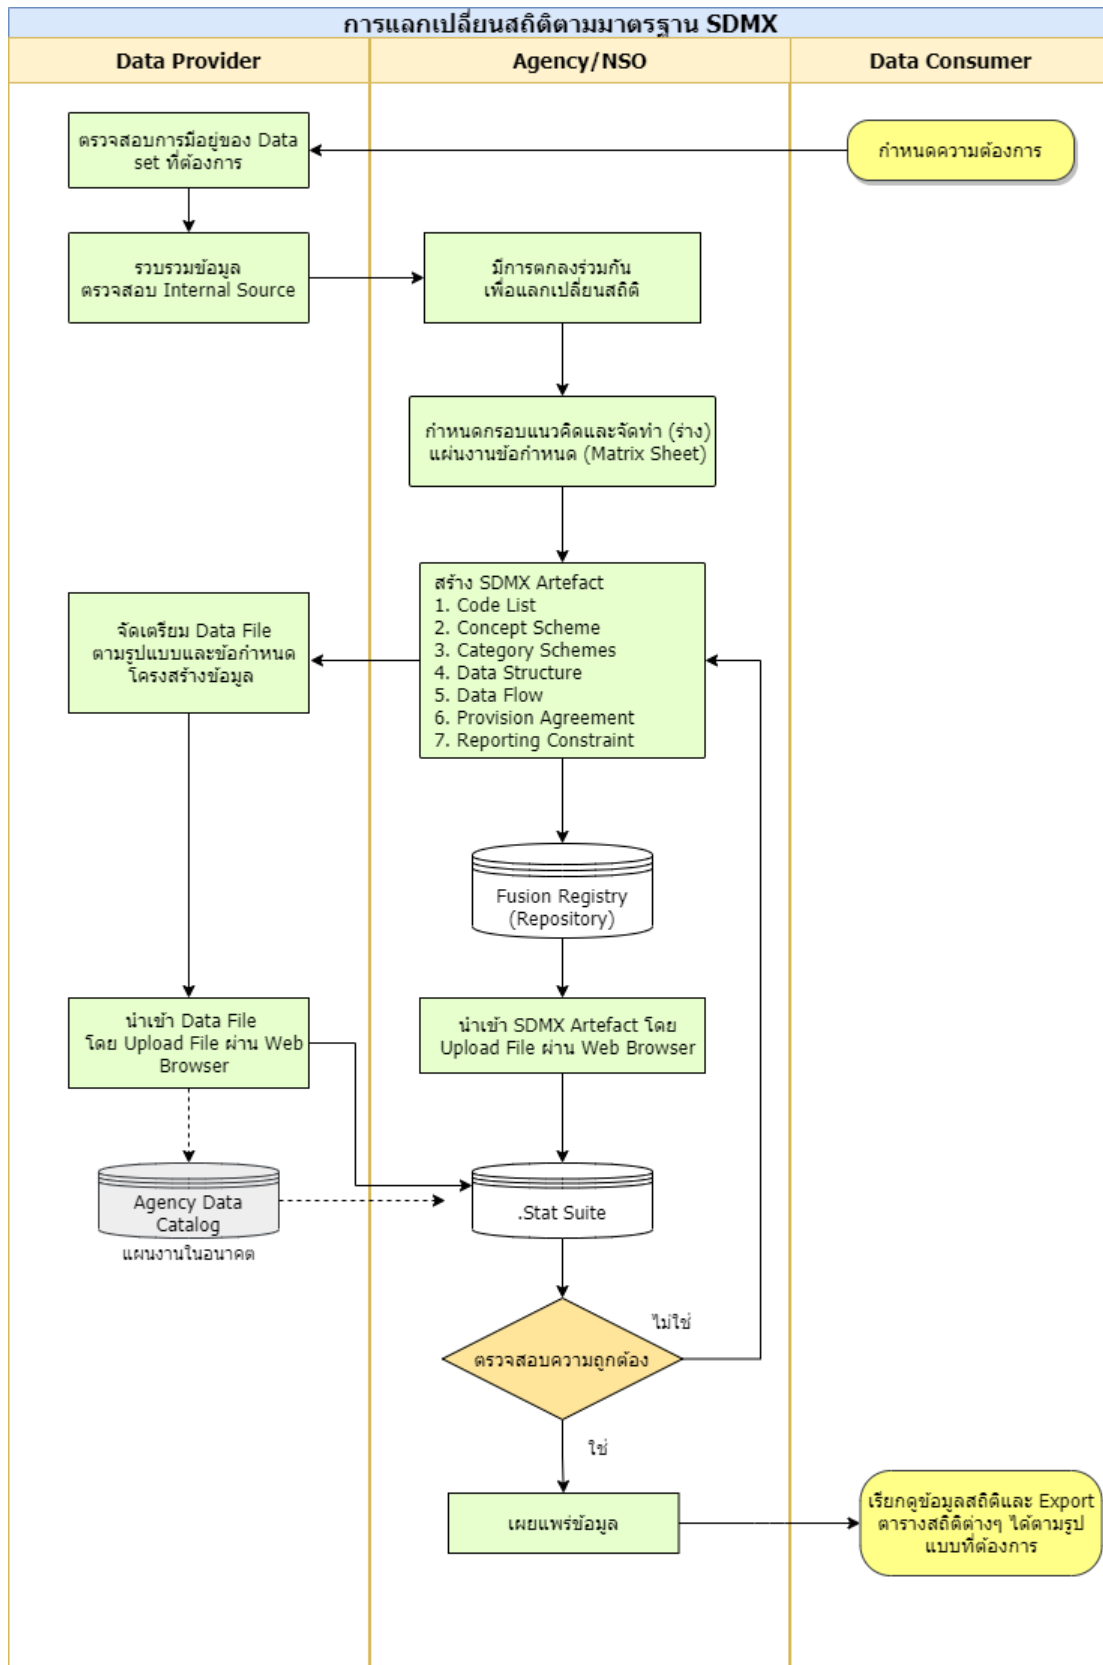 การแลกเปลี่ยนสถิติตามมาตรฐาน SDMX
Data Provider
Agency/NSO
Data Consumer
ตรวจสอบการมีอยู่ของ Data
set ที่ต้องการ
กำหนดความต้องการ
รวบรวมข้อมูล
ตรวจสอบ Internal Source
มีการตกลงร่วมกัน
เพื่อแลกเปลี่ยนสถิติ
กำหนดกรอบแนวคิดและจัดทำ (ร่าง)
แผ่นงานข้อกำหนด (Matrix Sheet)
สร้าง SDMX Artefact
1. Code List
2. Concept Scheme
3. Category Schemes
4. Data Structure
5. Data Flow
6. Provision Agreement
7. Reporting Constraint
จัดเตรียม Data File
ตามรูปแบบและข้อกำหนด
โครงสร้างข้อมูล
Fusion Registry
(Repository)
นำเข้า Data File
โดย Upload File ผ่าน Web
Browser
นำเข้า SDMX Artefact โดย
Upload File ผ่าน Web Browser
Agency Data
Catalog
แผนงานในอนาคต
.Stat Suite
ไม่ใช่
ตรวจสอบความถูกต้อง
ใช่
เผยแพร่ข้อมูล
เรียกดูข้อมูลสถิติและ Export
ตารางสถิติต่างๆ ได้ตามรูป
แบบที่ต้องการ